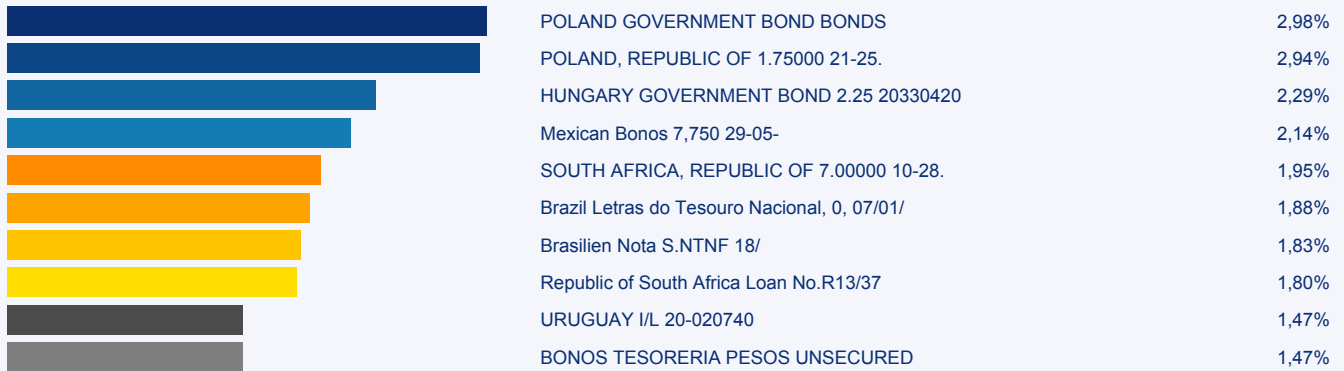 POLAND GOVERNMENT BOND BONDS 2,98%
POLAND, REPUBLIC OF 1.75000 21-25. 2,94%
HUNGARY GOVERNMENT BOND 2.25 20330420 2,29%
Mexican Bonos 7,750 29-05- 2,14%
SOUTH AFRICA, REPUBLIC OF 7.00000 10-28. 1,95%
Brazil Letras do Tesouro Nacional, 0, 07/01/ 1,88%
Brasilien Nota S.NTNF 18/ 1,83%
Republic of South Africa Loan No.R13/37 1,80%
URUGUAY I/L 20-020740 1,47%
BONOS TESORERIA PESOS UNSECURED 1,47%